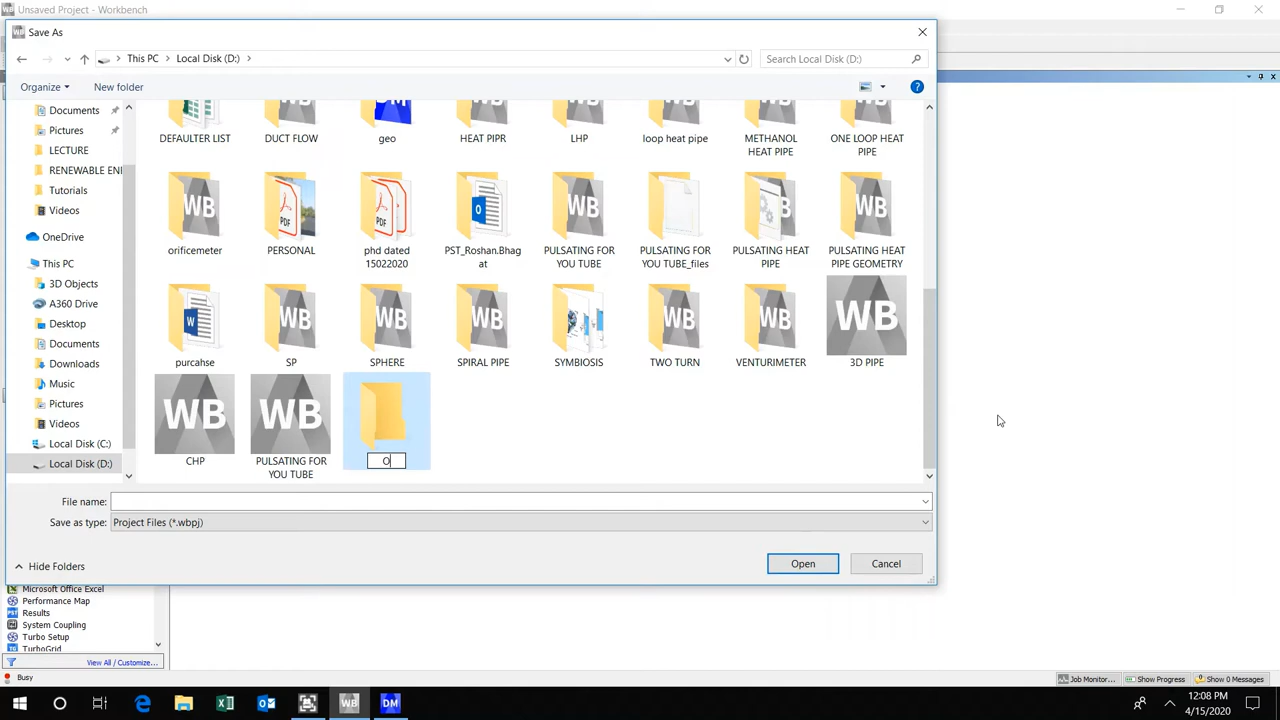 Unsaved Project - Workbench
Save As
This PC
Local Disk (D:)
Search Local Disk (D:)
Organize
New folder
Documents
Pictures
LECTURE
RENEWABLE ENE
Tutorials
Videos
OneDrive
This PC
3D Objects
A360 Drive
Desktop
Documents
Downloads
Music
Pictures
Videos
Local Disk (C:)
Local Disk (D:)
DEFAULTER LIST
DUCT FLOW
geo
HEAT PIPR
LHP
loop heat pipe
METHANOL
HEAT PIPE
ONE LOOP HEAT
PIPE
orificemeter
PERSONAL
phd dated
15022020
PST_Roshan.Bhag
at
PULSATING FOR
YOU TUBE
PULSATING FOR
YOU TUBE_files
PULSATING HEAT
PIPE
PULSATING HEAT
PIPE GEOMETRY
purcahse
SP
SPHERE
SPIRAL PIPE
SYMBIOSIS
TWO TURN
VENTURIMETER
3D PIPE
CHP
PULSATING FOR
YOU TUBE
O
File name:
Save as type: Project Files (*.wbpj)
Hide Folders
Open
Cancel
Microsoft Office Excel
Performance Map
Results
System Coupling
Turbo Setup
TurboGrid
View All / Customize...
Busy
Job Monitor...
Show Progress
Show 0 Messages
12:08 PM
4/15/2020